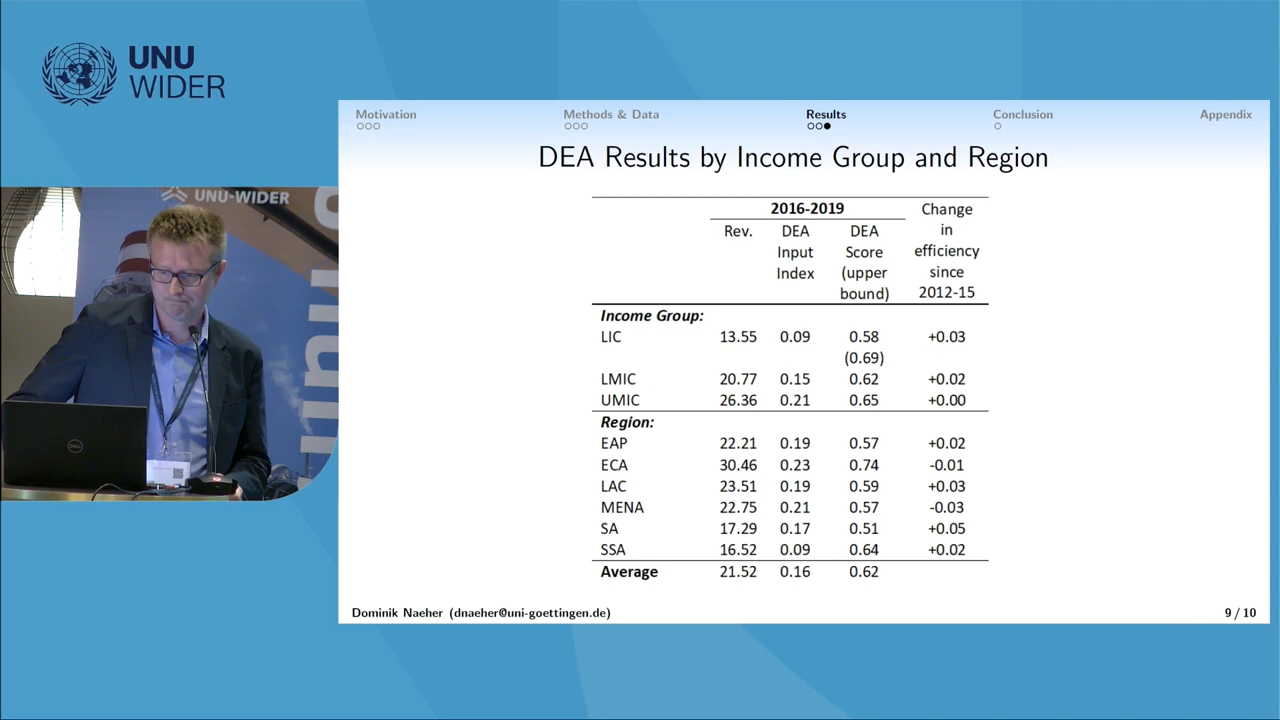 UNU
WIDER
UNU-WIDER
unu
DELL
Motivation Methods & Data Results Conclusion Appendix
DEA Results by Income Group and Region
2016-2019 Change
Rev. DEA DEA in
Input Score efficiency
Index (upper since
bound) 2012-15
Income Group:
LIC 13.55 0.09 0.58 +0.03
(0.69)
LMIC 20.77 0.15 0.62 +0.02
UMIC 26.36 0.21 0.65 +0.00
Region:
EAP 22.21 0.19 0.57 +0.02
ECA 30.46 0.23 0.74 -0.01
LAC 23.51 0.19 0.59 +0.03
MENA 22.75 0.21 0.57 -0.03
SA 17.29 0.17 0.51 +0.05
SSA 16.52 0.09 0.64 +0.02
Average 21.52 0.16 0.62
Dominik Naeher (dnaeher@uni-goettingen.de) 9 / 10